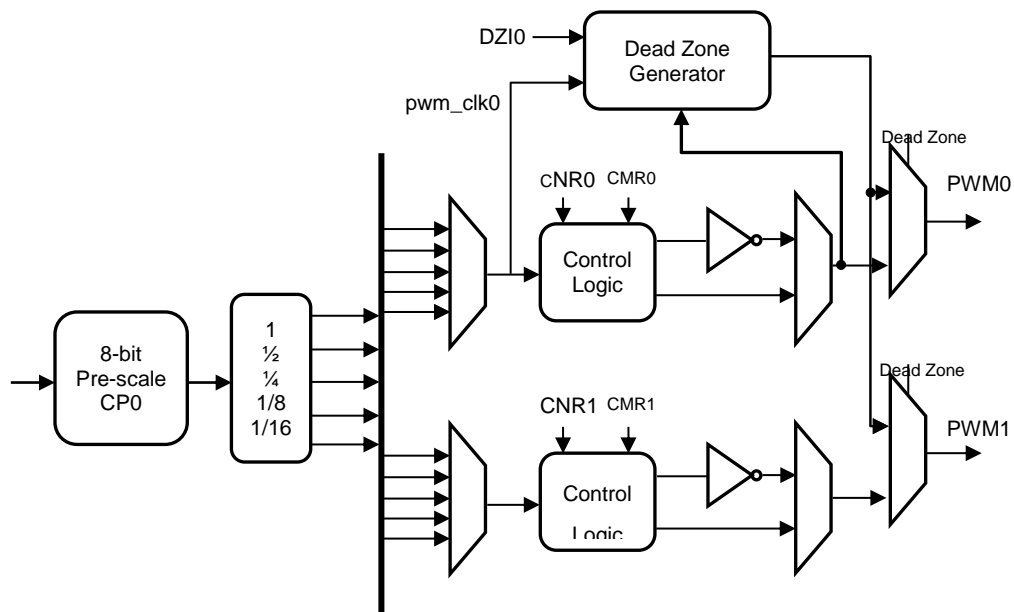 DZI0
Dead Zone
Generator
pwm_clk0
Dead Zone
PWM0
CNR0
CMR0
Control
Logic
1
½
¼
1/8
1/16
8-bit
Pre-scale
CP0
Dead Zone
PWM1
CNR1
CMR1
Control
Logic